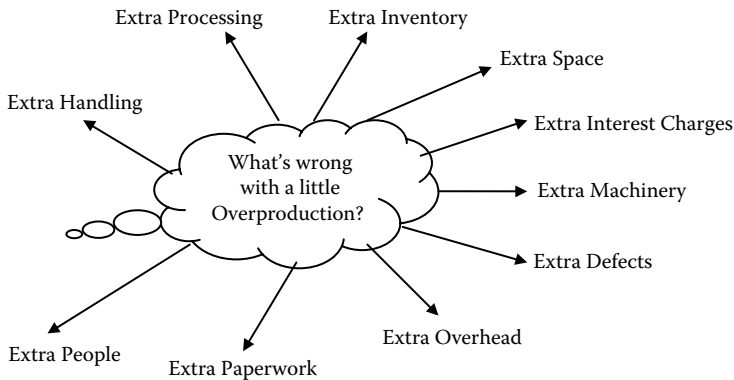 Extra Processing
Extra Inventory
Extra Space
Extra Handling
Extra Interest Charges
What's wrong
with a little
Overproduction?
Extra Machinery
Extra Defects
Extra Overhead
Extra People
Extra Paperwork